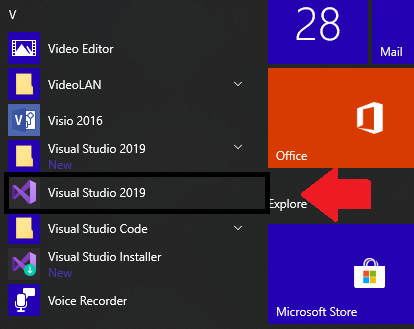 V
Video Editor
VideoLAN
Visio 2016
Visual Studio 2019
New
Visual Studio 2019
Visual Studio Code
Visual Studio Installer
New
Voice Recorder
28
Mail
Office
Explore
Microsoft Store